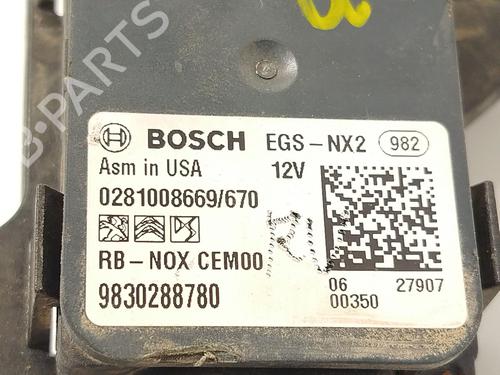 BOSCH EGS-NX2 982
Asm in USA 12V
0281008669/670
RB-NOX CEM00
9830288780
06 27907
00350
B-PARTS